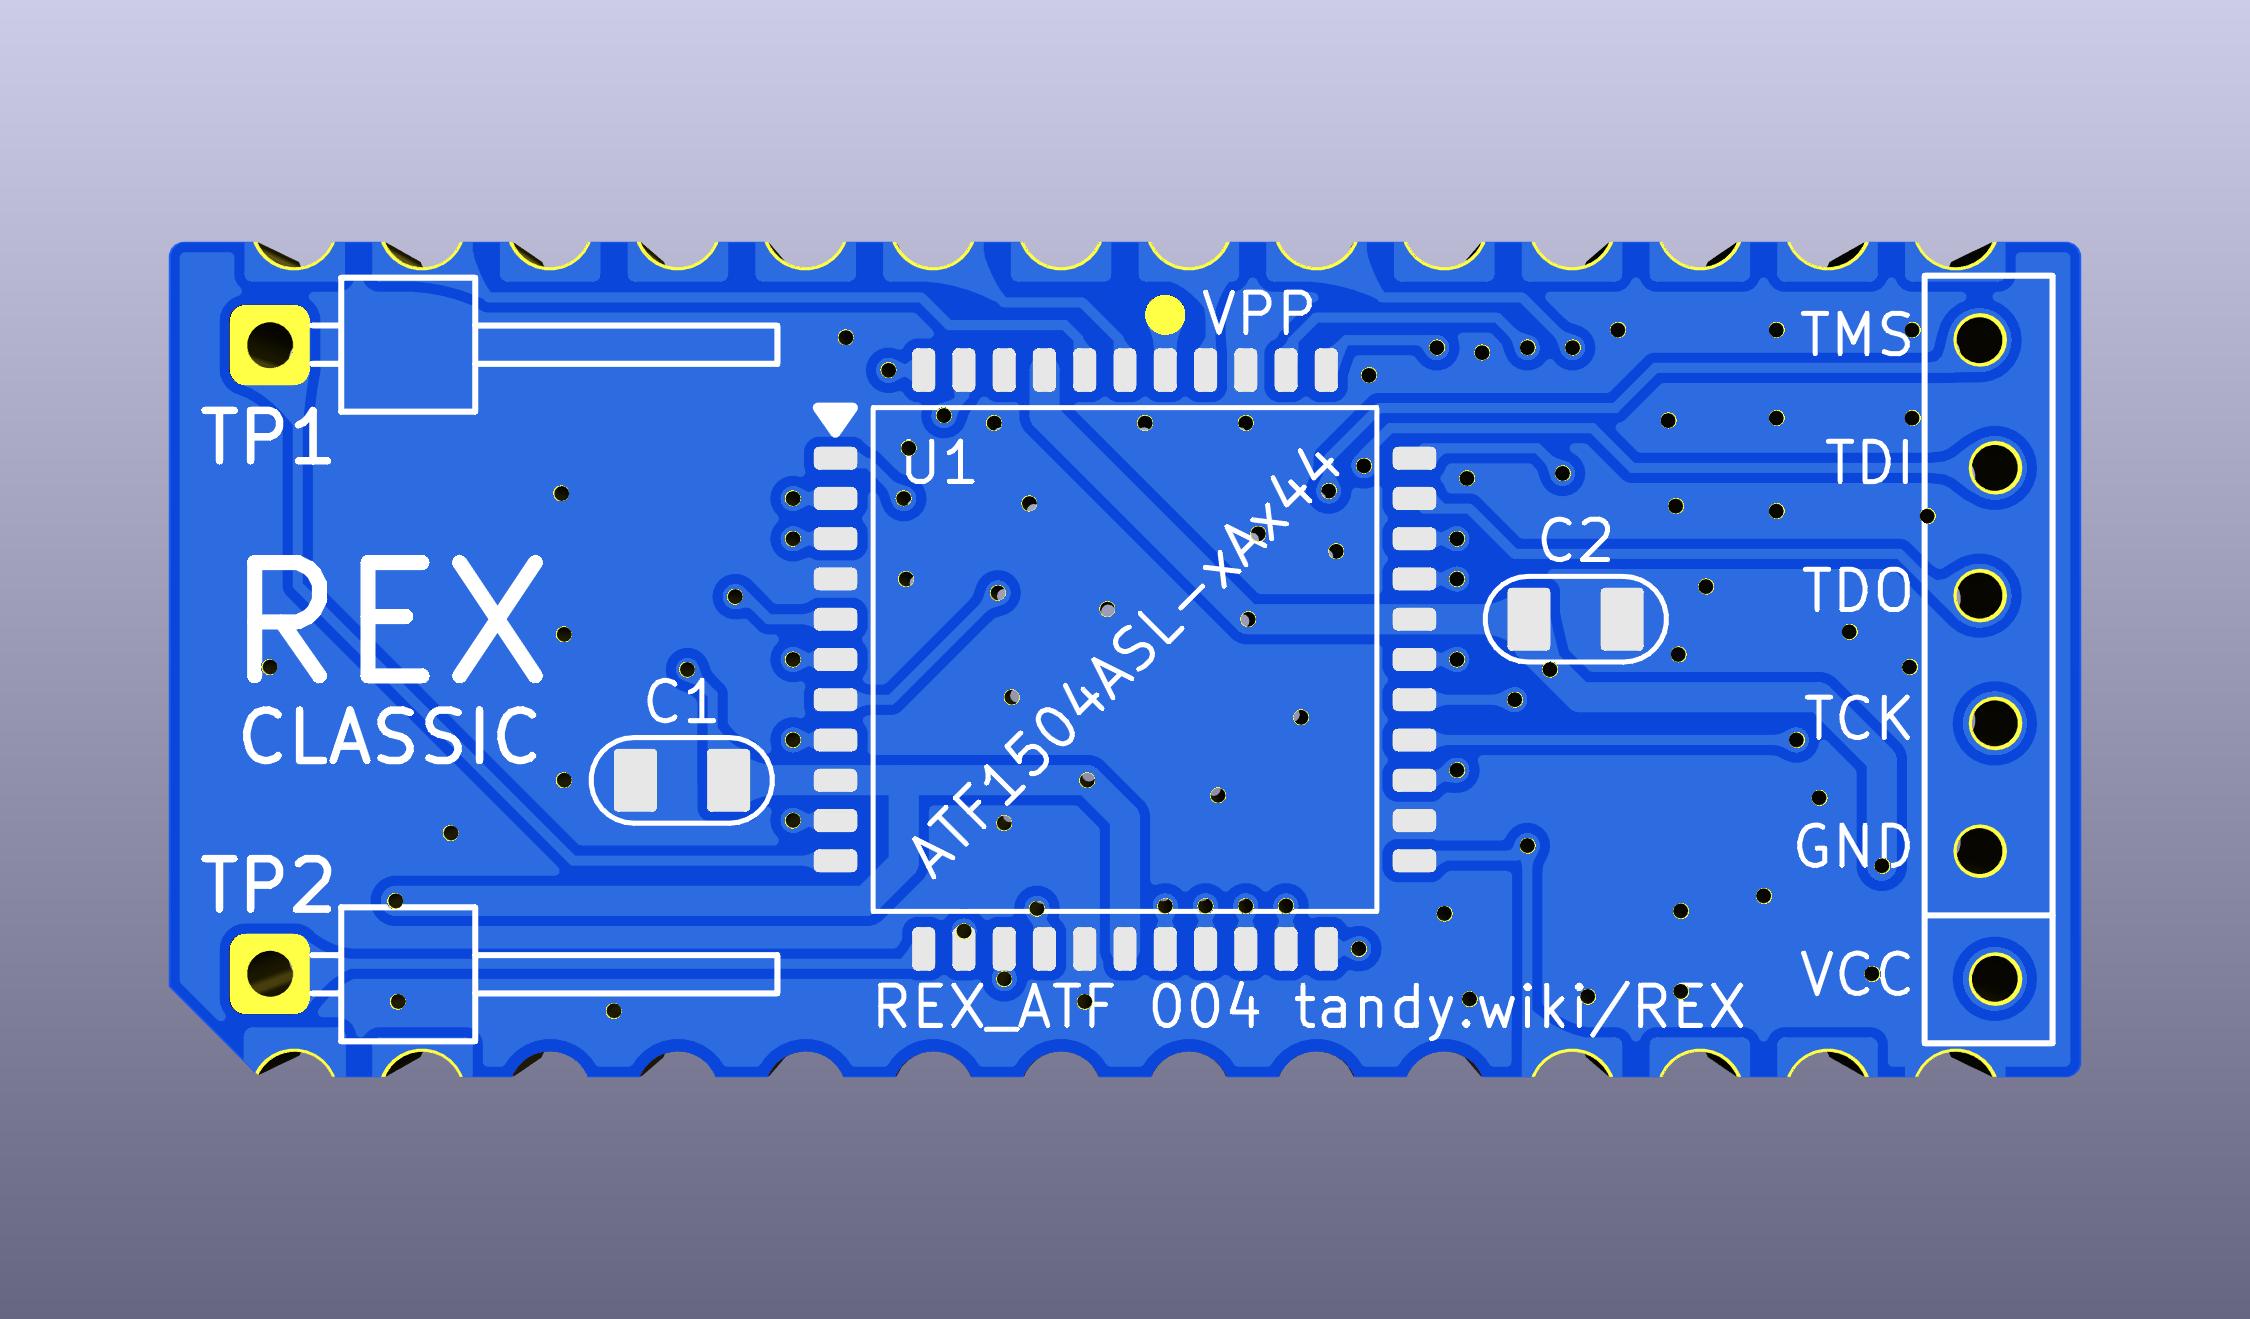 VPP
TMS
TP1
U1
TDI
ATF1504ASL-xAx44
C2
REX
TDO
CLASSIC
C1
TCK
TP2
GND
VCC
REX_ATF 004 tandy.wiki/REX